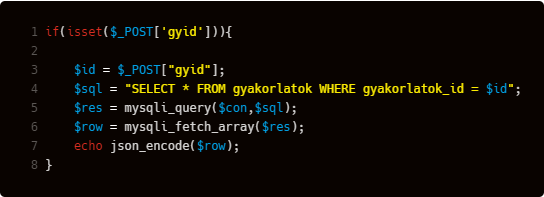 1 if(isset($_POST['gyid'])){
2
3     $id = $_POST["gyid"];
4     $sql = "SELECT * FROM gyakorlatok WHERE gyakorlatok_id = $id";
5     $res = mysqli_query($con,$sql);
6     $row = mysqli_fetch_array($res);
7     echo json_encode($row);
8 }